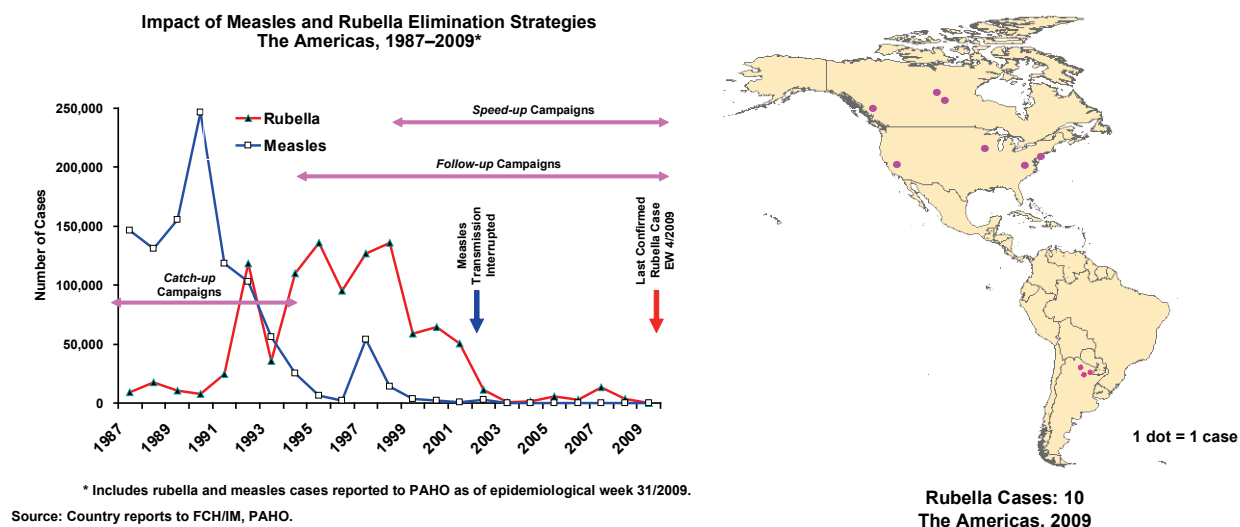 Impact of Measles and Rubella Elimination Strategies
The Americas, 1987–2009*
250,000
200,000
150,000
100,000
50,000
0
Number of Cases
Rubella
Measles
Speed-up Campaigns
Follow-up Campaigns
Catch-up
Campaigns
Measles
Transmission
Interrupted
Last Confirmed
Rubella Case
EW 4/2009
1987
1989
1991
1993
1995
1997
1999
2001
2003
2005
2007
2009
* Includes rubella and measles cases reported to PAHO as of epidemiological week 31/2009.
Source: Country reports to FCH/IM, PAHO.
1 dot = 1 case
Rubella Cases: 10
The Americas, 2009